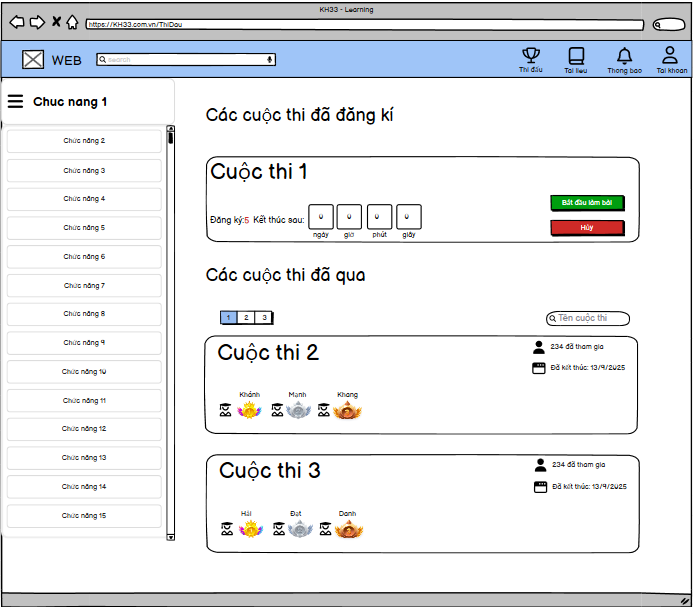 KH33 - Learning
https://KH33.com.vn/ThiDau
WEB
search
Thi đấu
Tài liệu
Thông báo
Tài khoản
Chuc nang 1
Chức năng 2
Chức năng 3
Chức năng 4
Chức năng 5
Chức năng 6
Chức năng 7
Chức năng 8
Chức năng 9
Chức năng 10
Chức năng 11
Chức năng 12
Chức năng 13
Chức năng 14
Chức năng 15
Các cuộc thi đã đăng kí
Cuộc thi 1
Đăng ký:5 Kết thúc sau: 0 0 0 0
ngày giờ phút giây
Bắt đầu làm bài
Hủy
Các cuộc thi đã qua
1 2 3
Tên cuộc thi
Cuộc thi 2
234 đã tham gia
Đã kết thúc: 13/9/2025
Khánh Mạnh Khang
Cuộc thi 3
234 đã tham gia
Đã kết thúc: 13/9/2025
Hải Đạt Danh